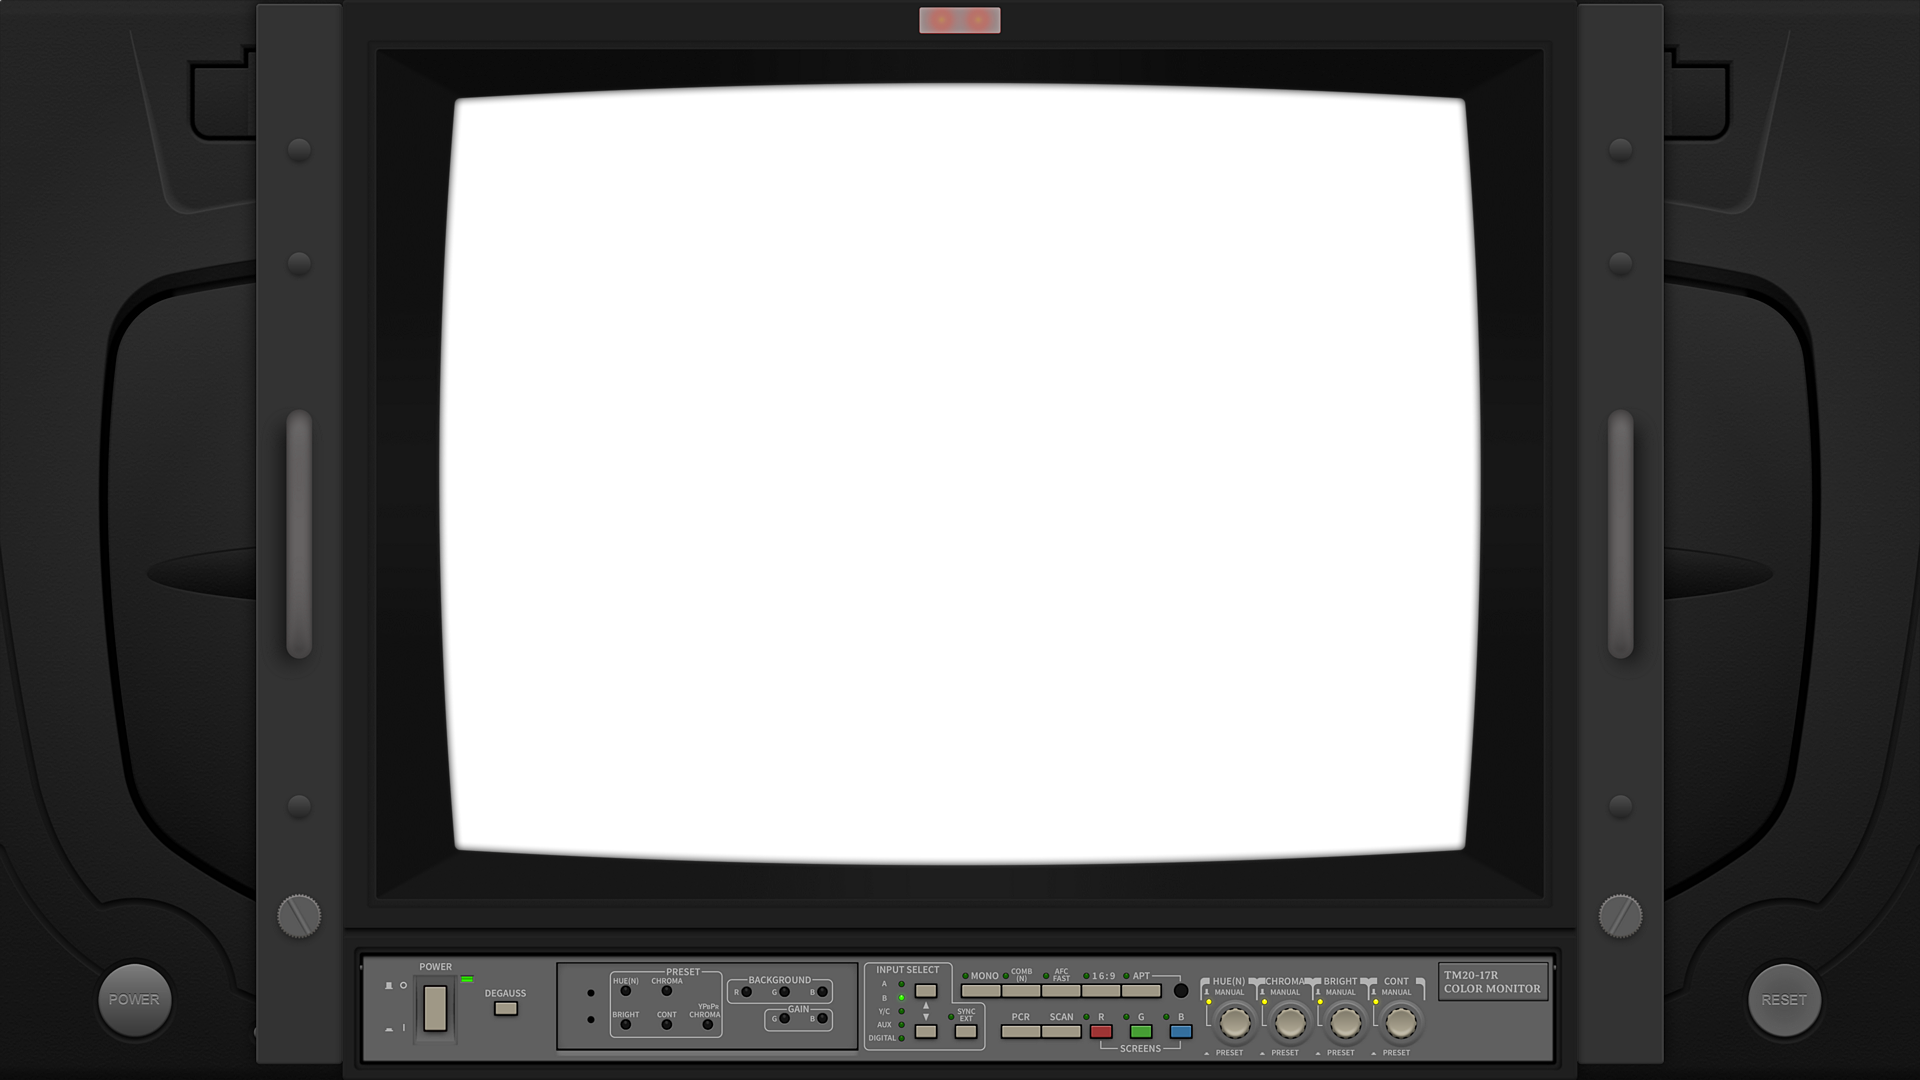 POWER
DEGAUSS
PRESET
HUE(N) CHROMA
BRIGHT CONT YPBPR CHROMA
BACKGROUND
R G B
GAIN
G B
INPUT SELECT
A
B
Y/C
AUX
DIGITAL
SYNC
EXT
MONO COMB (N) AFC FAST 16:9 APT
PCR SCAN R G B
SCREENS
HUE(N) CHROMA BRIGHT CONT
MANUAL MANUAL MANUAL MANUAL
PRESET PRESET PRESET PRESET
TM20-17R
COLOR MONITOR
POWER
RESET